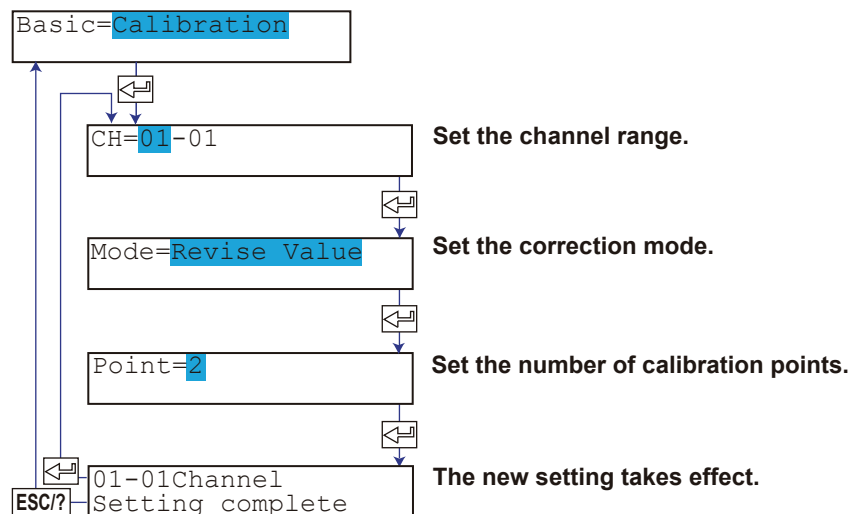 Basic=Calibration
CH=01-01
Set the channel range.
Mode=Revise Value
Set the correction mode.
Point=2
Set the number of calibration points.
01-01Channel
The new setting takes effect.
ESC/?
Setting complete